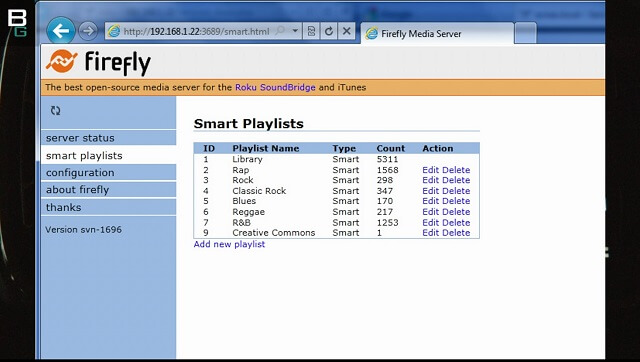 B
G
http://192.168.1.22:3689/smart.html
Firefly Media Server
firefly
The best open-source media server for the Roku SoundBridge and iTunes
server status
smart playlists
configuration
about firefly
thanks
Version svn-1696
Smart Playlists
ID Playlist Name Type Count Action
1 Library Smart 5311
2 Rap Smart 1568 Edit Delete
3 Rock Smart 298 Edit Delete
4 Classic Rock Smart 347 Edit Delete
5 Blues Smart 170 Edit Delete
6 Reggae Smart 217 Edit Delete
7 R&B Smart 1253 Edit Delete
9 Creative Commons Smart 1 Edit Delete
Add new playlist